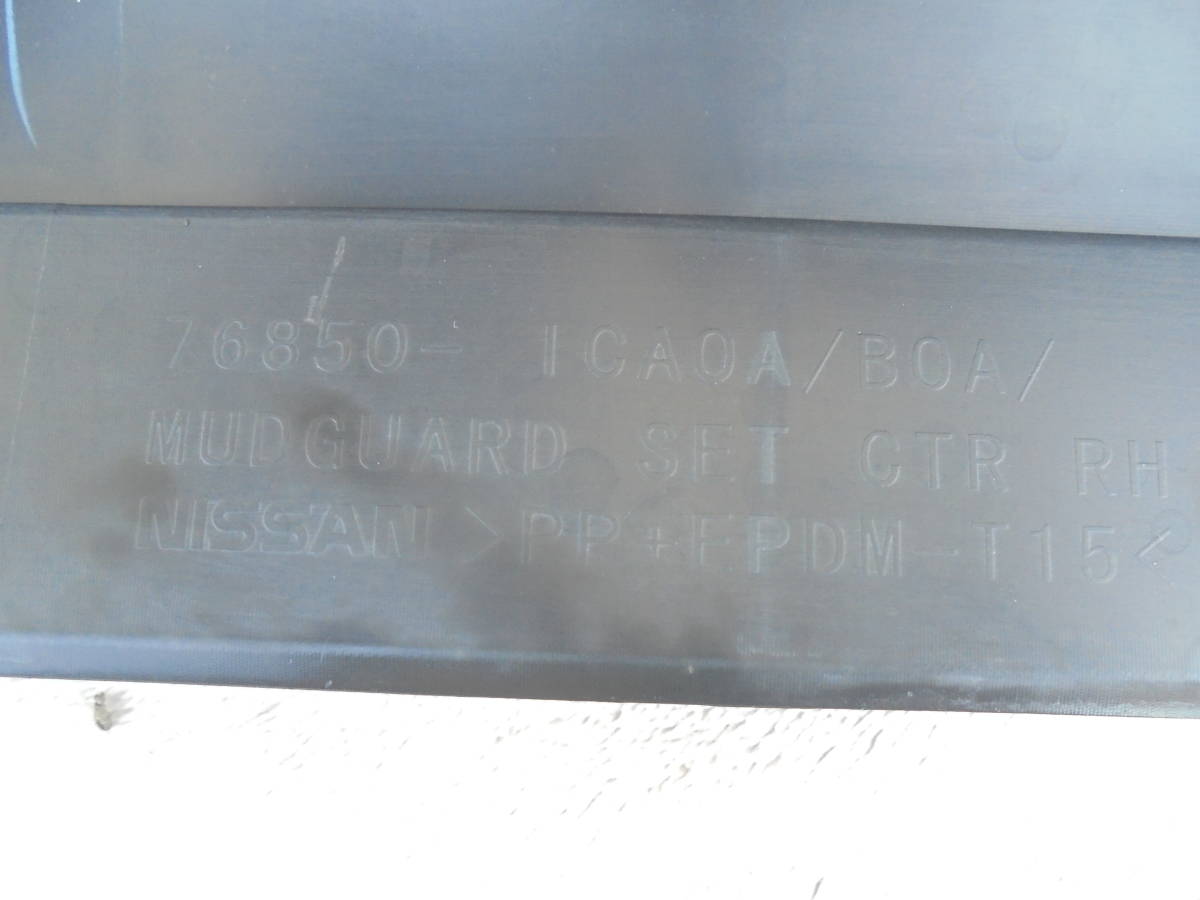 76850- 1CA0A/B0A/
MUDGUARD SET CTR RH
NISSAN >PP+EPDM-T15<